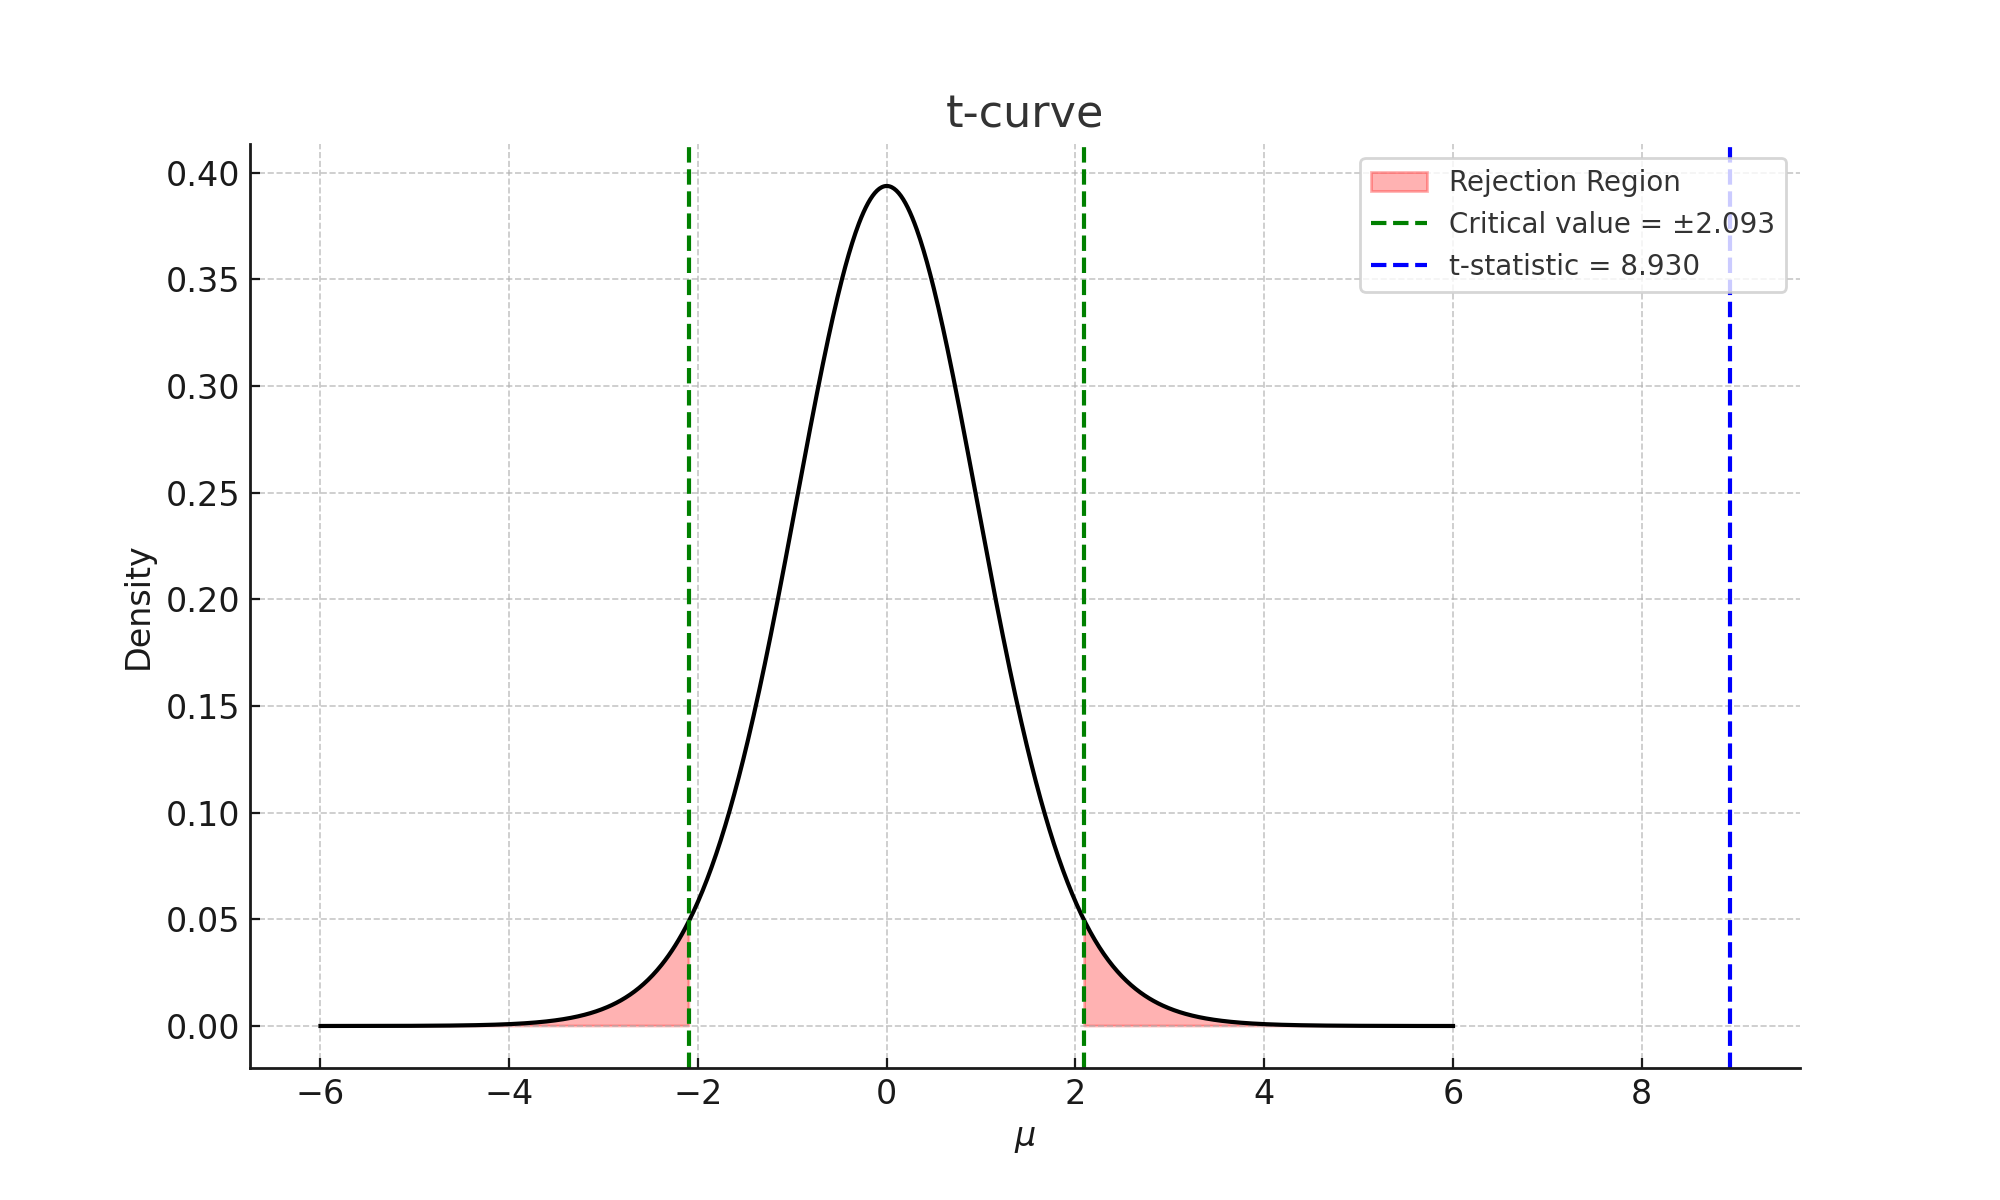 t-curve
Rejection Region
Critical value = ±2.093
t-statistic = 8.930
Density
0.40
0.35
0.30
0.25
0.20
0.15
0.10
0.05
0.00
−6 −4 −2 0 2 4 6 8
μ